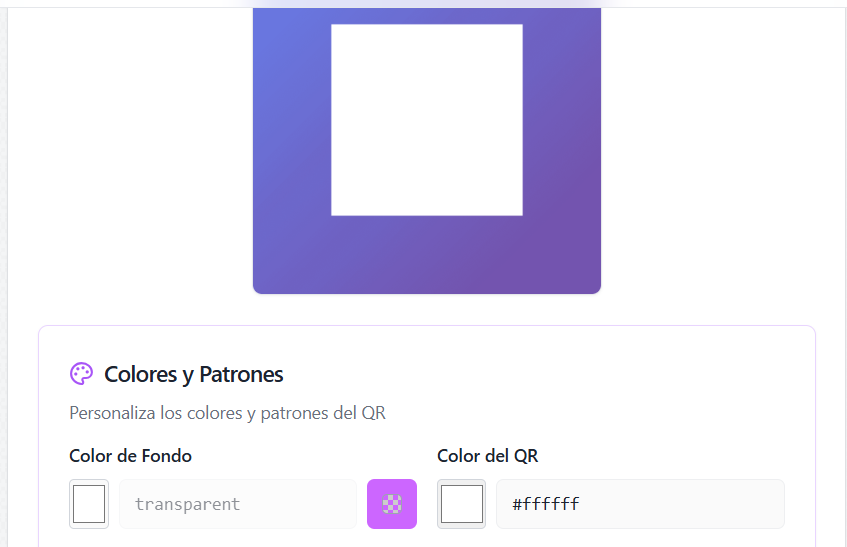 Colores y Patrones
Personaliza los colores y patrones del QR
Color de Fondo
Color del QR
transparent
#ffffff